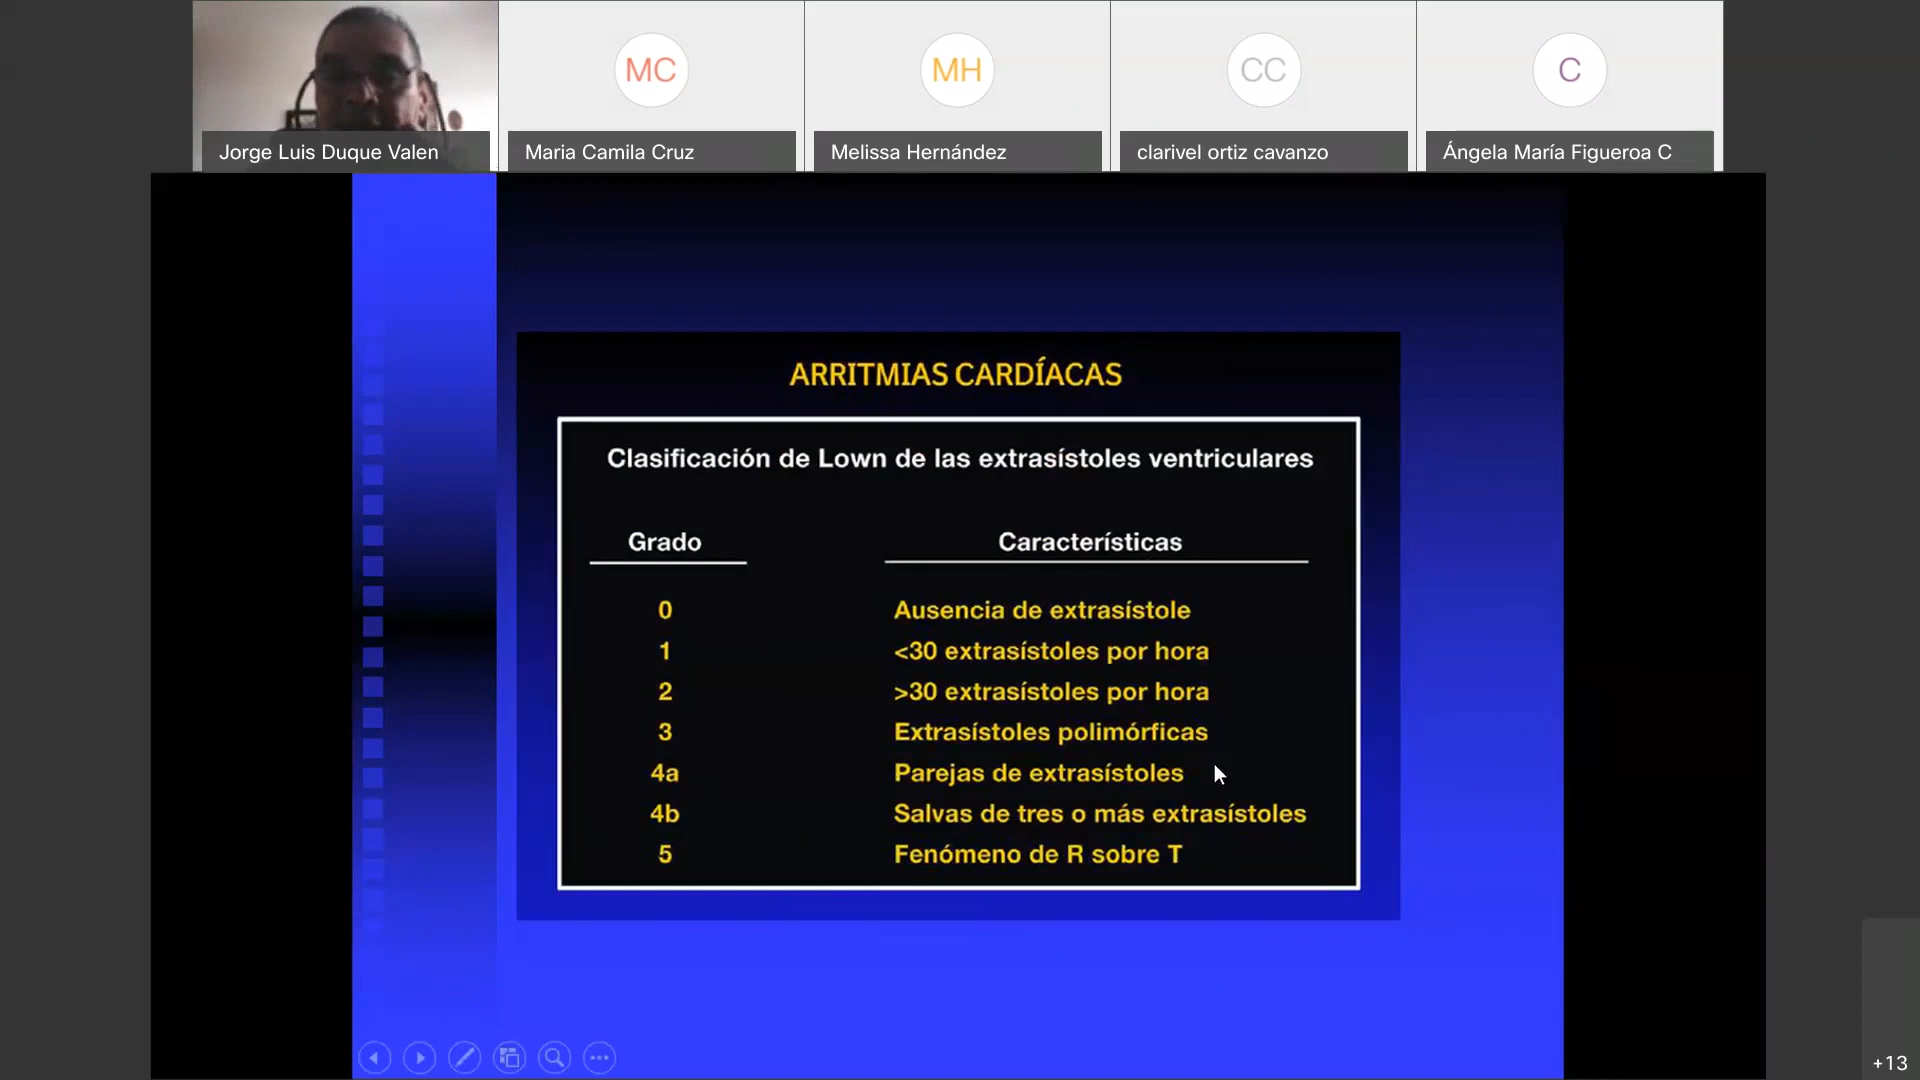 MC
MH
CC
C
Jorge Luis Duque Valen
Maria Camila Cruz
Melissa Hernández
clarivel ortiz cavanzo
Ángela María Figueroa C
ARRITMIAS CARDÍACAS
Clasificación de Lown de las extrasístoles ventriculares
Grado Características
0 Ausencia de extrasístole
1 <30 extrasístoles por hora
2 >30 extrasístoles por hora
3 Extrasístoles polimórficas
4a Parejas de extrasístoles
4b Salvas de tres o más extrasístoles
5 Fenómeno de R sobre T
+13